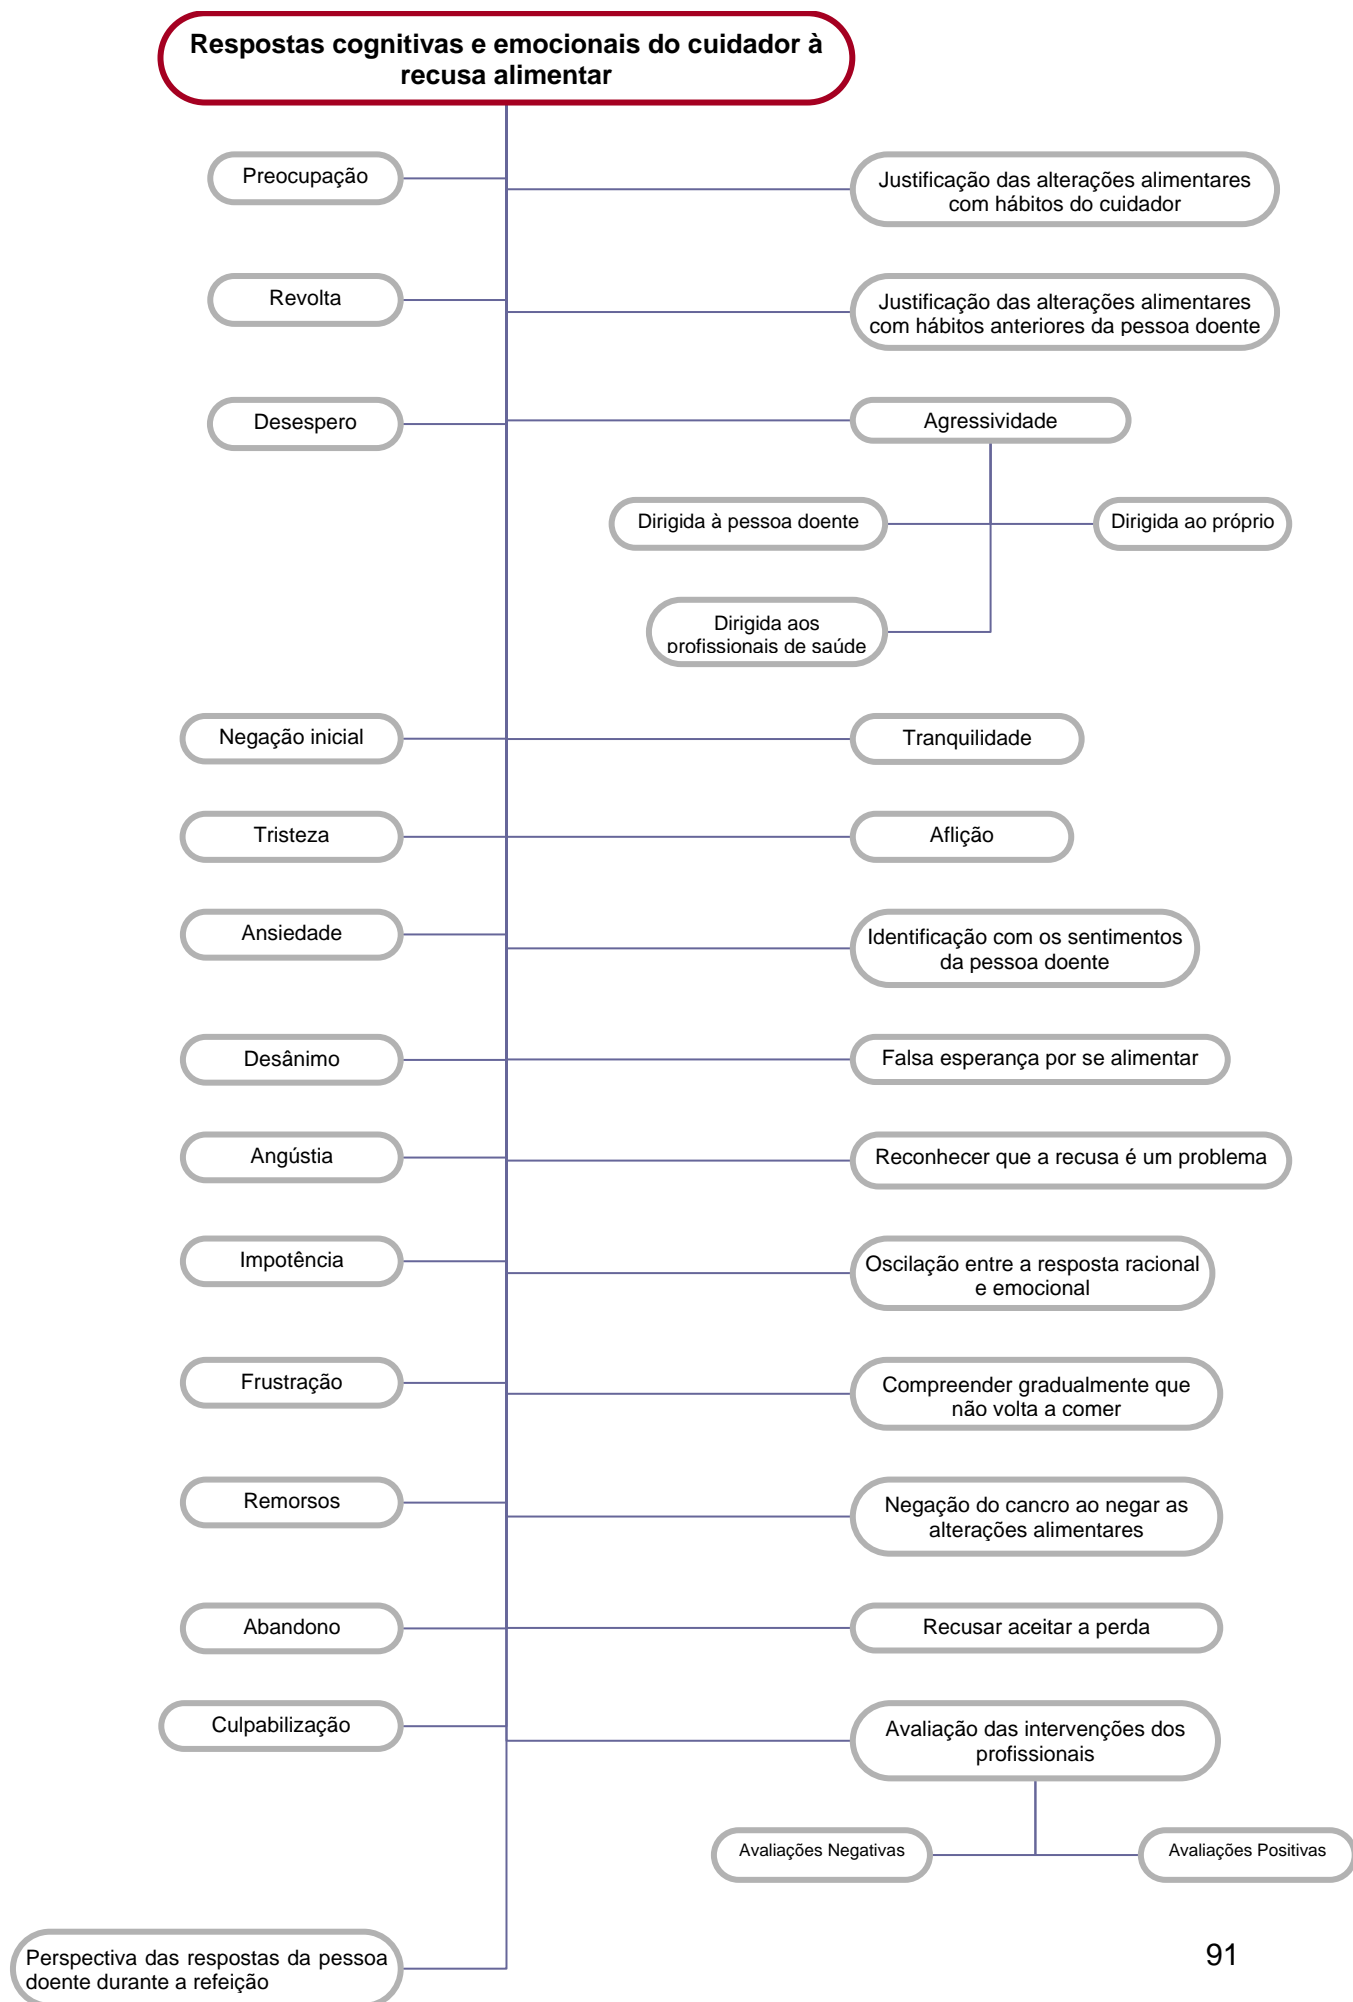 Respostas cognitivas e emocionais do cuidador à
recusa alimentar
Preocupação
Justificação das alterações alimentares
com hábitos do cuidador
Revolta
Justificação das alterações alimentares
com hábitos anteriores da pessoa doente
Desespero
Agressividade
Dirigida à pessoa doente
Dirigida ao próprio
Dirigida aos
profissionais de saúde
Negação inicial
Tranquilidade
Tristeza
Aflição
Ansiedade
Identificação com os sentimentos
da pessoa doente
Desânimo
Falsa esperança por se alimentar
Angústia
Reconhecer que a recusa é um problema
Impotência
Oscilação entre a resposta racional
e emocional
Frustração
Compreender gradualmente que
não volta a comer
Remorsos
Negação do cancro ao negar as
alterações alimentares
Abandono
Recusar aceitar a perda
Culpabilização
Avaliação das intervenções dos
profissionais
Avaliações Negativas
Avaliações Positivas
Perspectiva das respostas da pessoa
doente durante a refeição
91